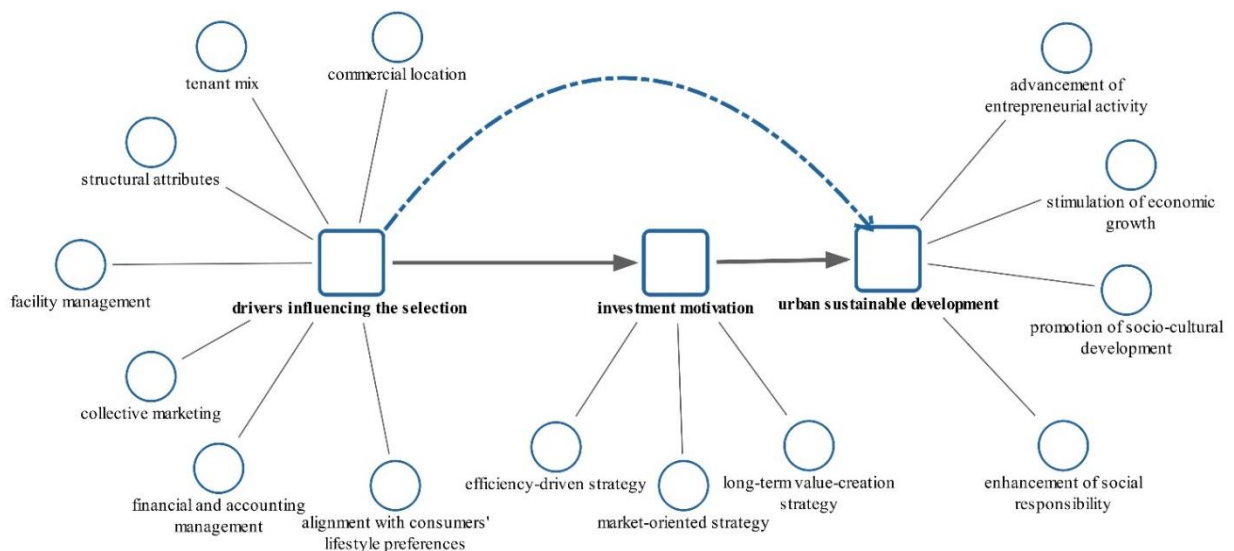 commercial location
tenant mix
advancement of
entrepreneurial activity
structural attributes
stimulation of economic
growth
facility management
drivers influencing the selection
investment motivation
urban sustainable development
promotion of socio-cultural
development
collective marketing
efficiency-driven strategy
long-term value-creation
strategy
enhancement of social
responsibility
financial and accounting
management
alignment with consumers'
lifestyle preferences
market-oriented strategy